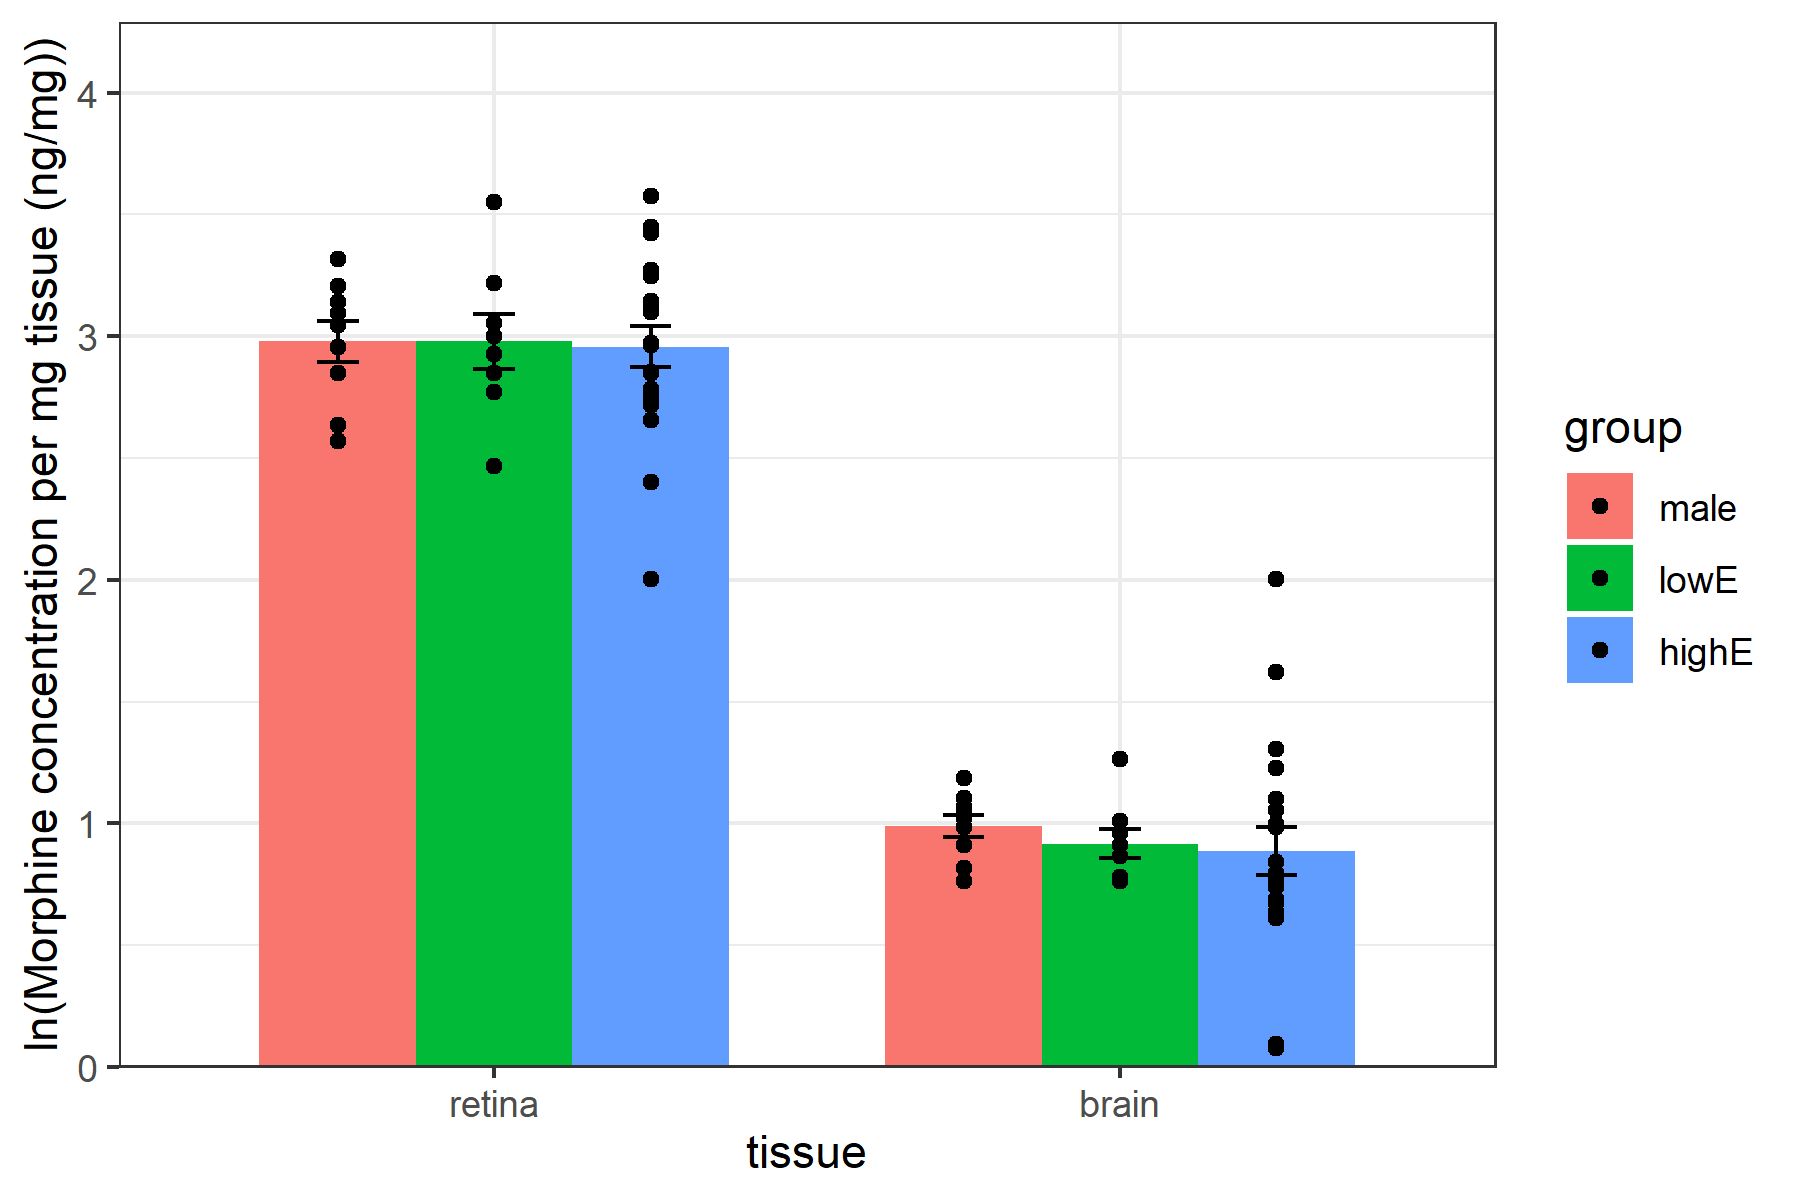 ln(Morphine concentration per mg tissue (ng/mg))
4
3
2
1
0
retina
brain
tissue
group
male
lowE
highE